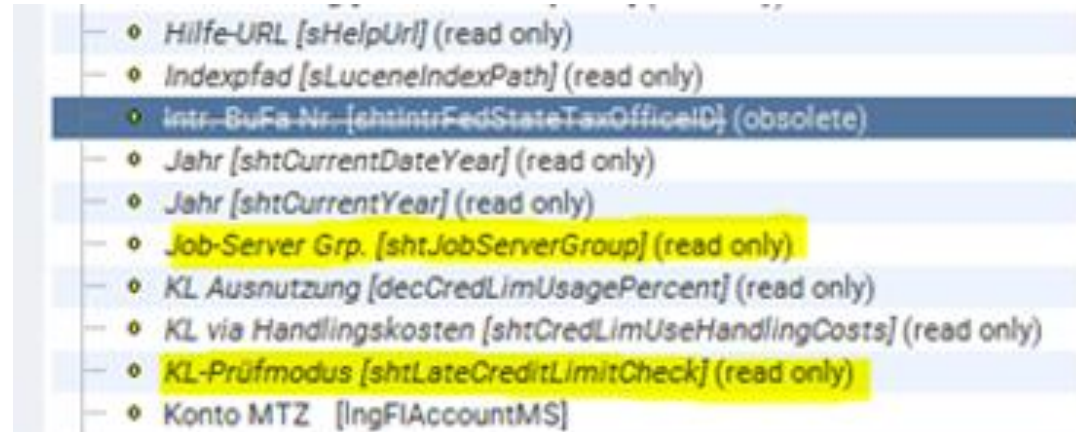 Hilfe-URL [sHelpUrl] (read only)
Indexpfad [sLuceneIndexPath] (read only)
Intr. BuFa Nr. [shtIntrFedStateTaxOfficeID] (obsolete)
Jahr [shtCurrentDateYear] (read only)
Jahr [shtCurrentYear] (read only)
Job-Server Grp. [shtJobServerGroup] (read only)
KL Ausnutzung [decCredLimUsagePercent] (read only)
KL via Handlingskosten [shtCredLimUseHandlingCosts] (read only)
KL-Prüfmodus [shtLateCreditLimitCheck] (read only)
Konto MTZ [lngFIAccountMS]